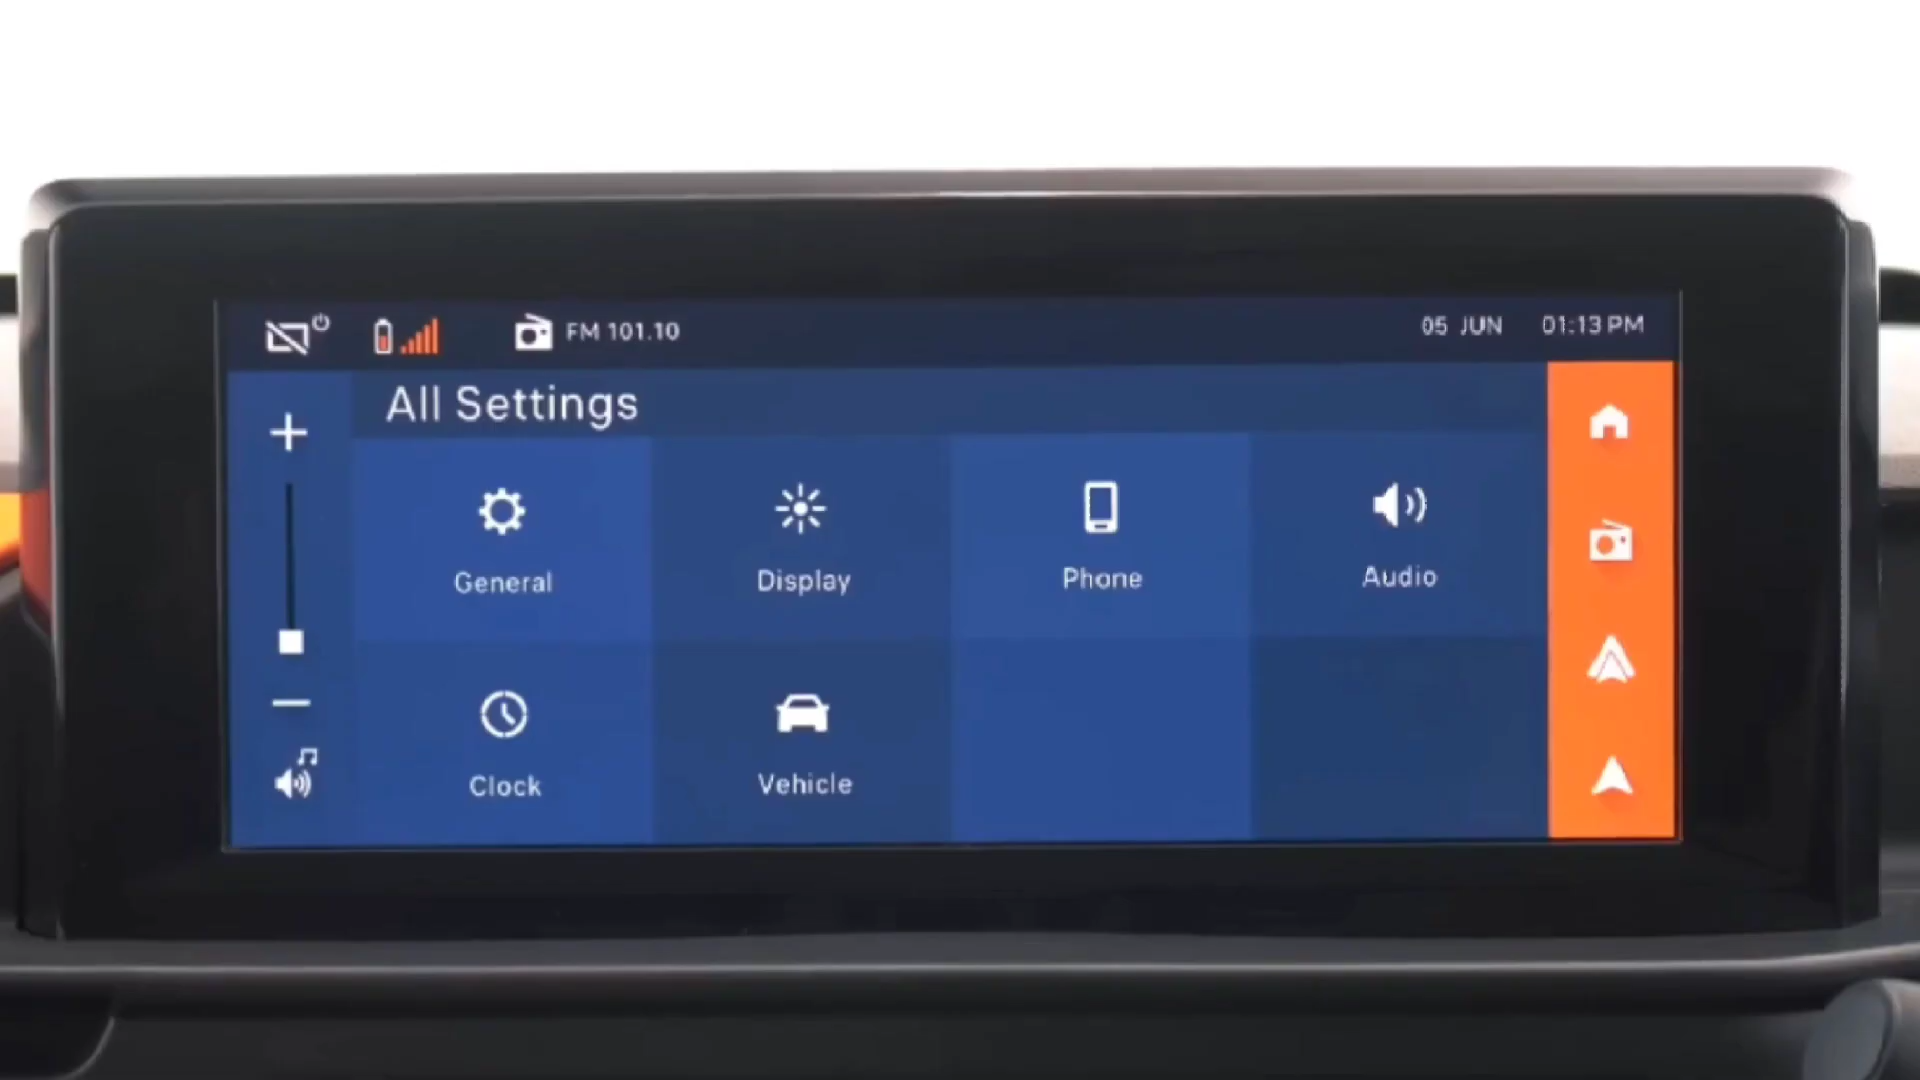 FM 101.10
05 JUN 01:13 PM
All Settings
General
Display
Phone
Audio
Clock
Vehicle